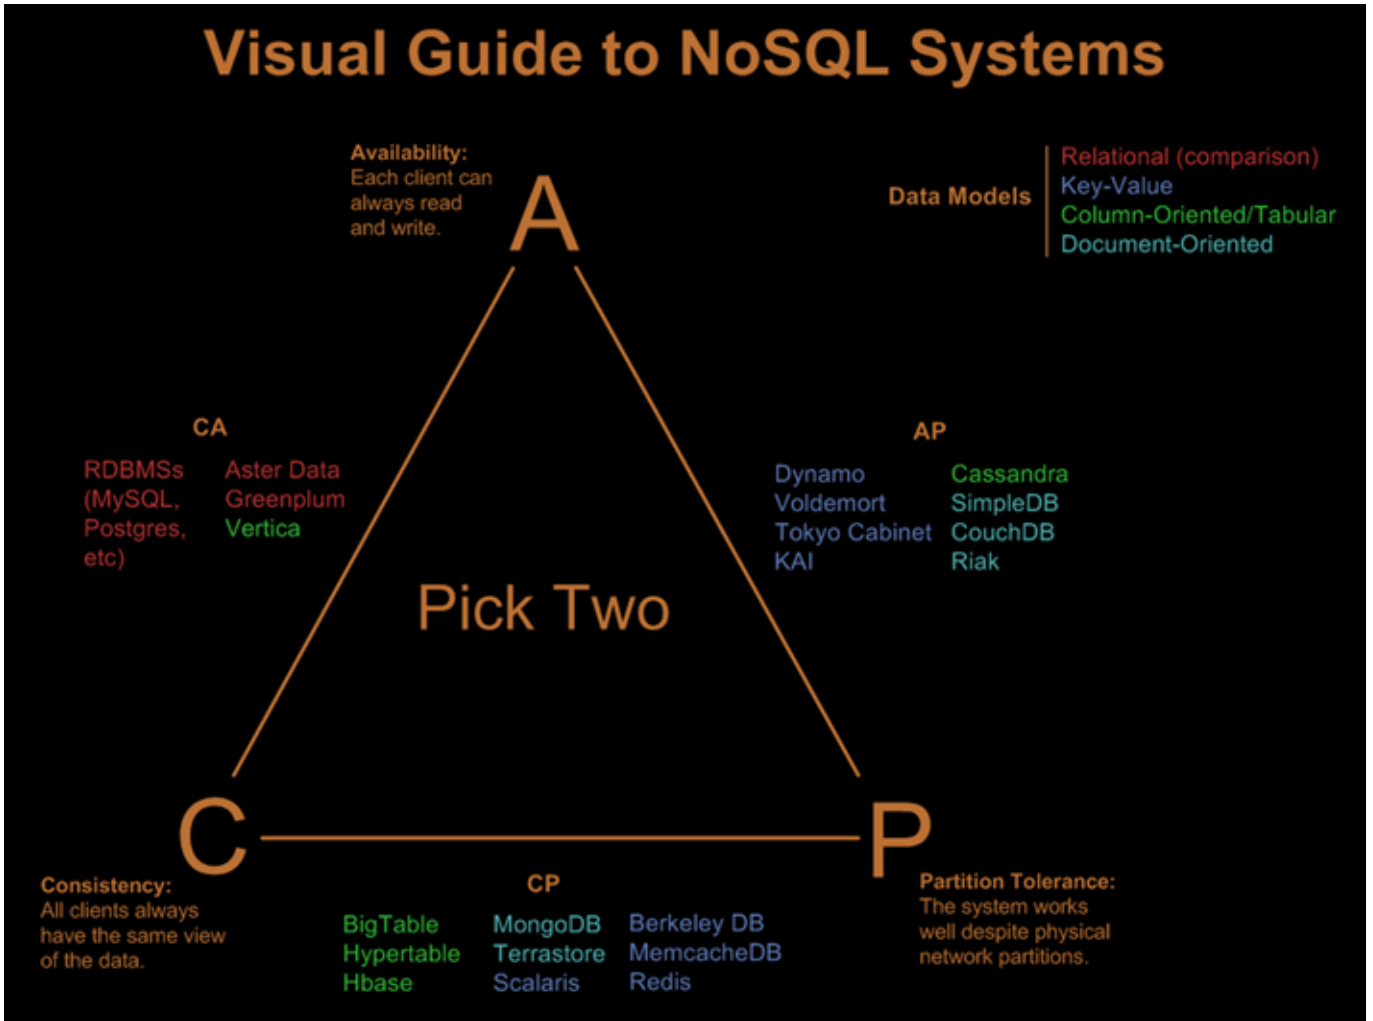 Visual Guide to NoSQL Systems
Availability:
Each client can
always read
and write.
A
Data Models
Relational (comparison)
Key-Value
Column-Oriented/Tabular
Document-Oriented
CA
RDBMSs
(MySQL,
Postgres,
etc)
Aster Data
Greenplum
Vertica
AP
Dynamo
Voldemort
Tokyo Cabinet
KAI
Cassandra
SimpleDB
CouchDB
Riak
Pick Two
C
P
Consistency:
All clients always
have the same view
of the data.
CP
BigTable
Hypertable
Hbase
MongoDB
Terrastore
Scalaris
Berkeley DB
MemcacheDB
Redis
Partition Tolerance:
The system works
well despite physical
network partitions.